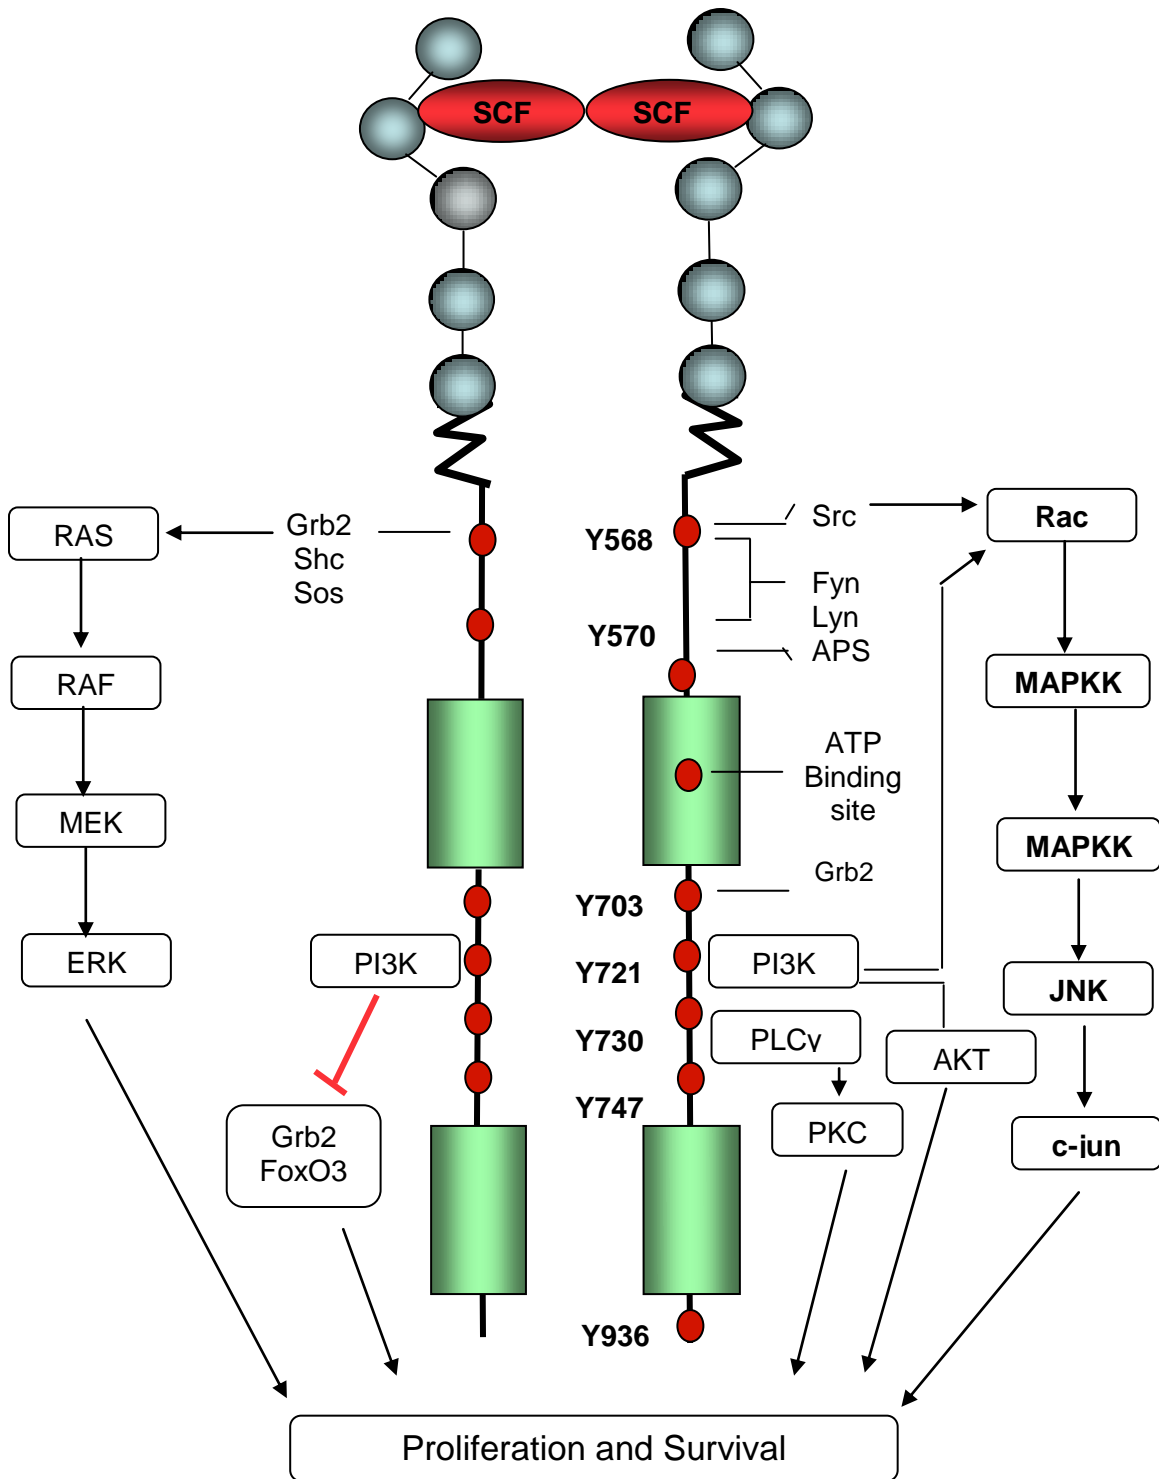 SCF
SCF
RAS
Grb2
Shc
Sos
Y568
Src
Rac
Fyn
Lyn
Y570
APS
RAF
MAPKK
ATP
Binding
site
MEK
MAPKK
Grb2
Y703
ERK
PI3K
Y721
PI3K
JNK
Y730
PLCγ
AKT
Y747
PKC
Grb2
FoxO3
c-jun
Y936
Proliferation and Survival